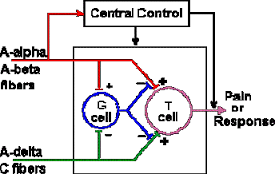 Central Control
A-alpha
A-beta
fibers
+
+
G
cell
T
cell
Pain
or
Response
−
−
−
+
A-delta
C fibers